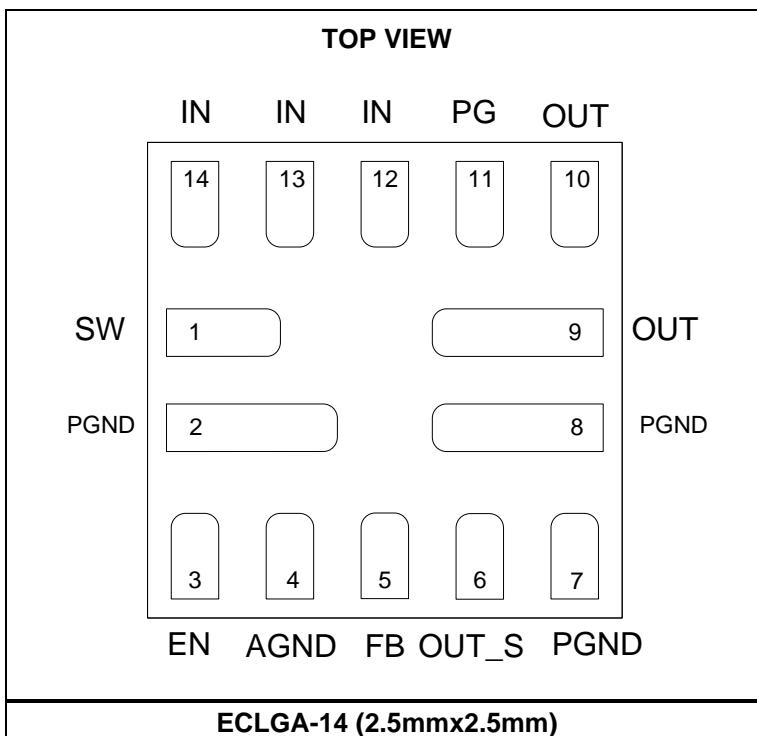 TOP VIEW
IN IN IN PG OUT
14 13 12 11 10
SW 1 9 OUT
PGND 2 8 PGND
3 4 5 6 7
EN AGND FB OUT_S PGND
ECLGA-14 (2.5mmx2.5mm)